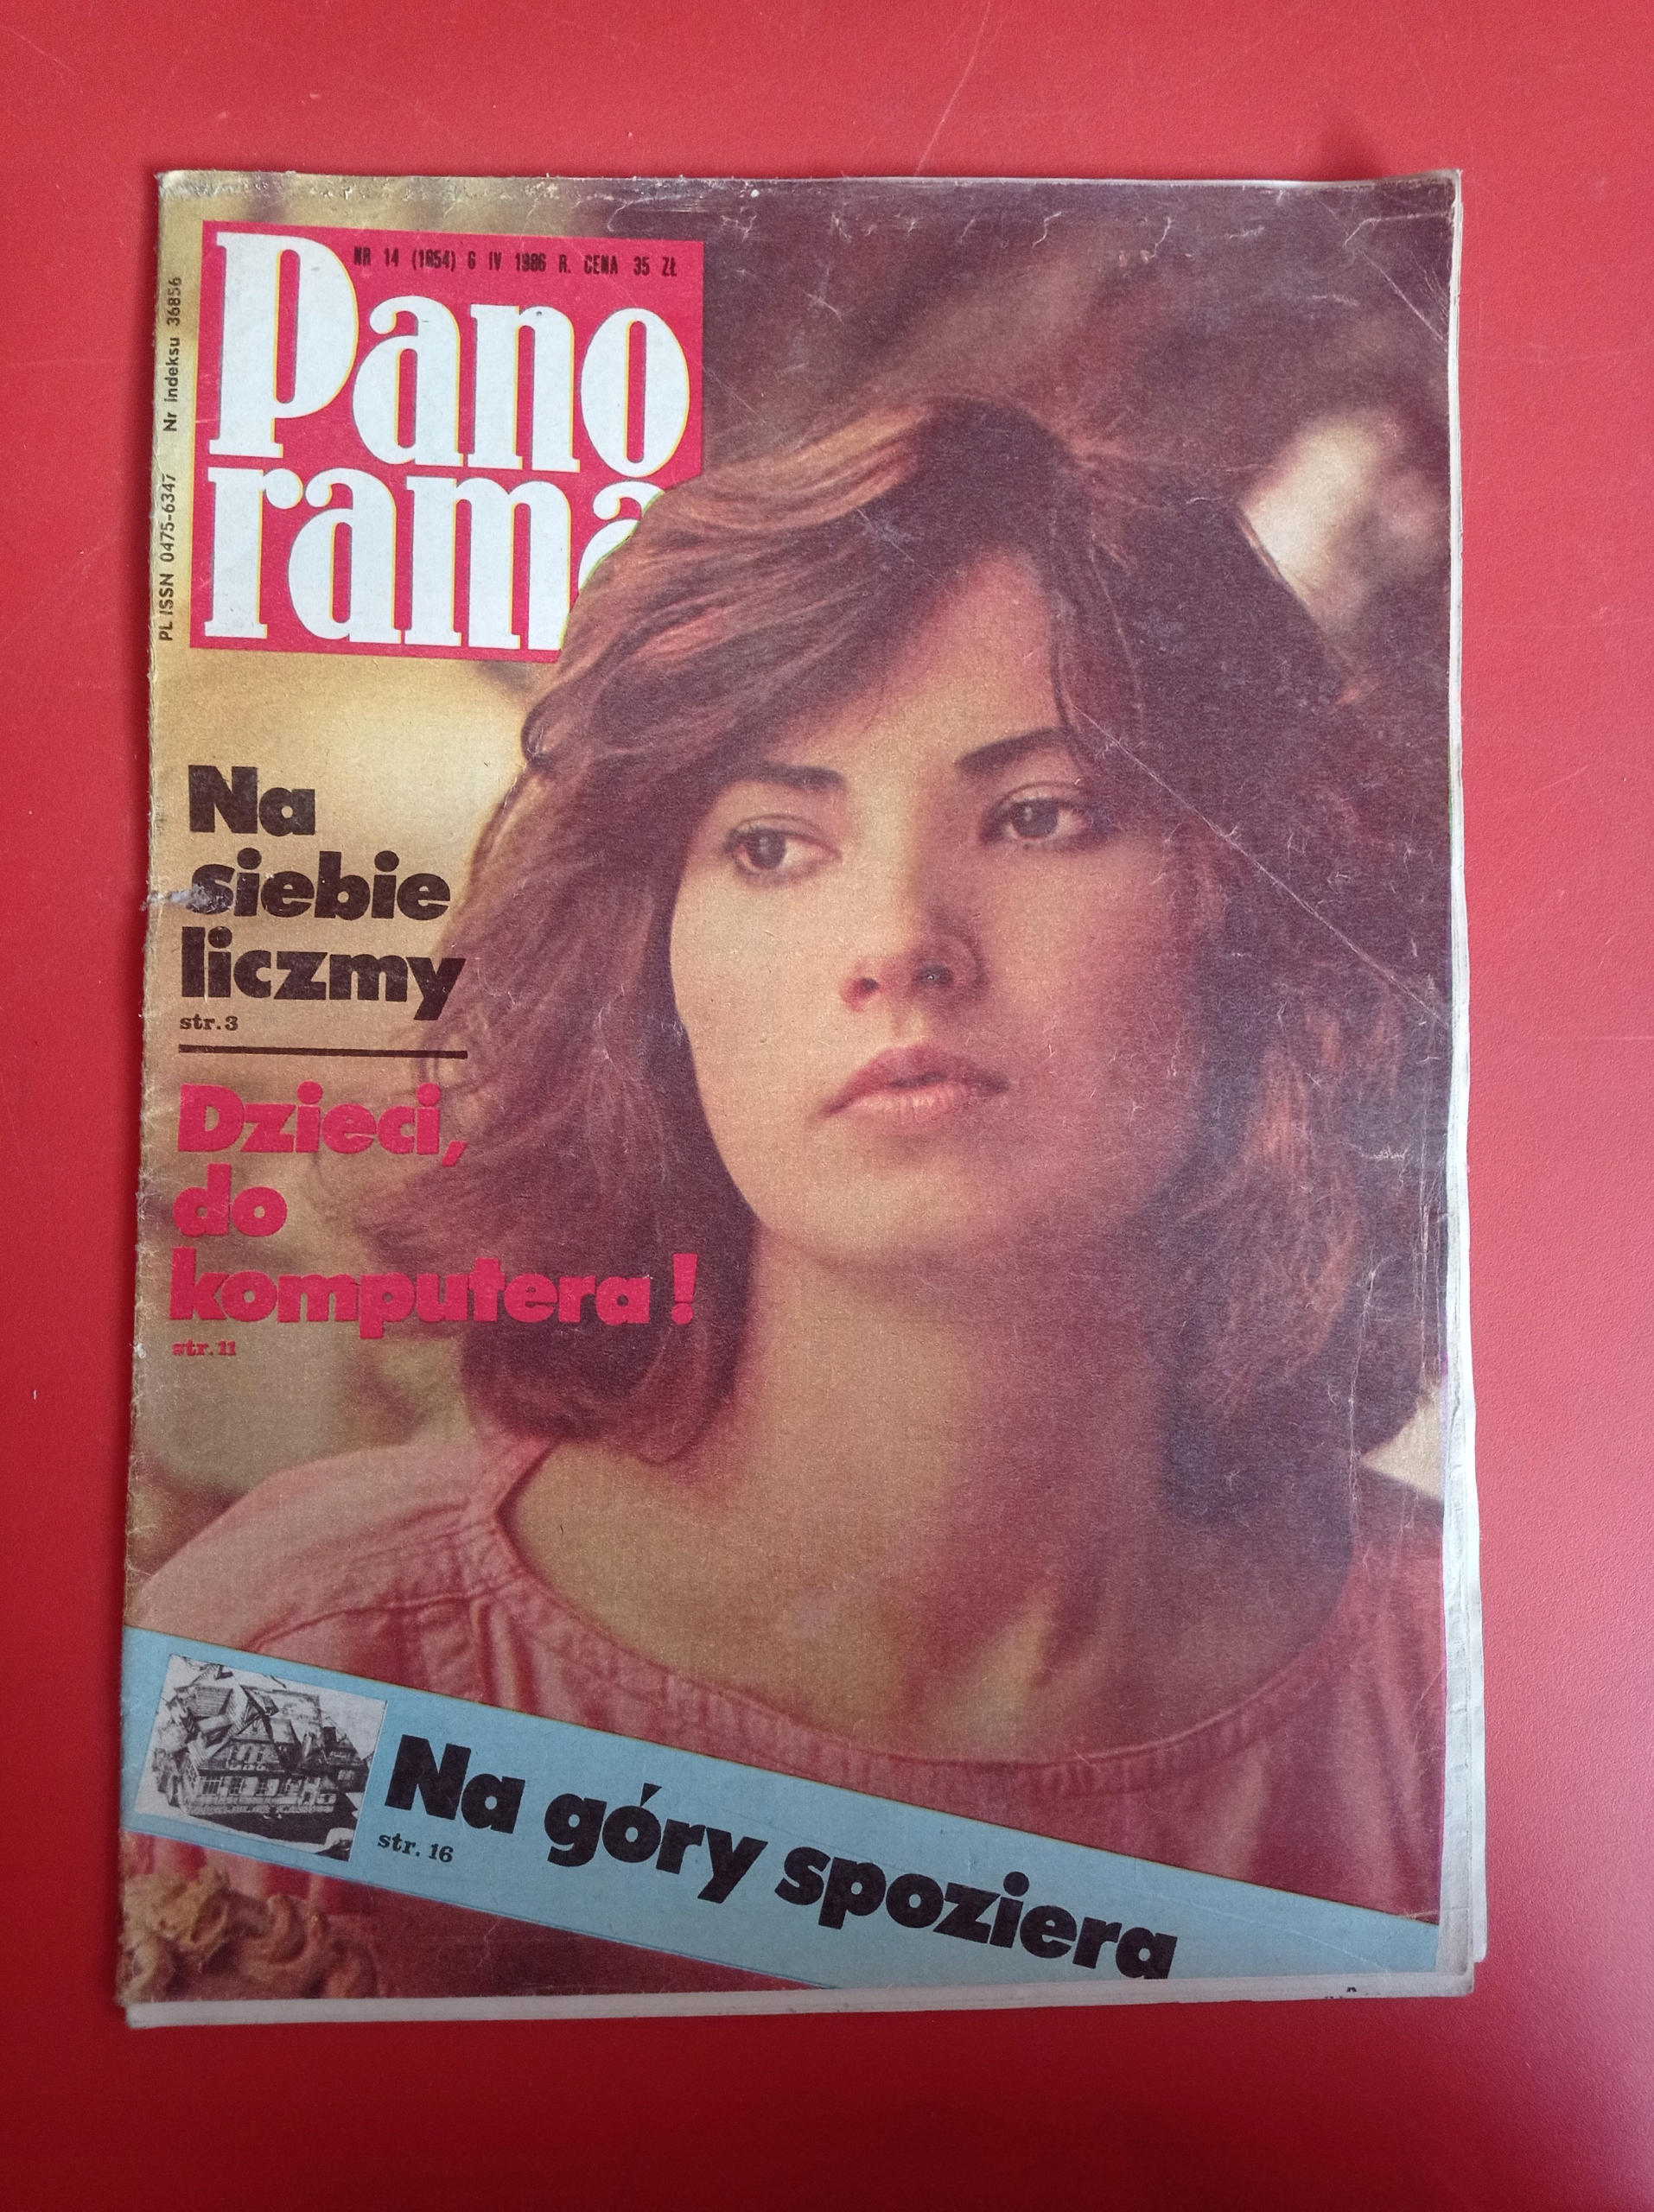 NR 14 (1654) 6 IV 1986 R. CENA 35 ZŁ
Pano
rama
PL ISSN 0475-6347 Nr indeksu 36856
Na
siebie
liczmy
str. 3
Dzieci,
do
komputera!
str. 11
Na góry spoziera
str. 16